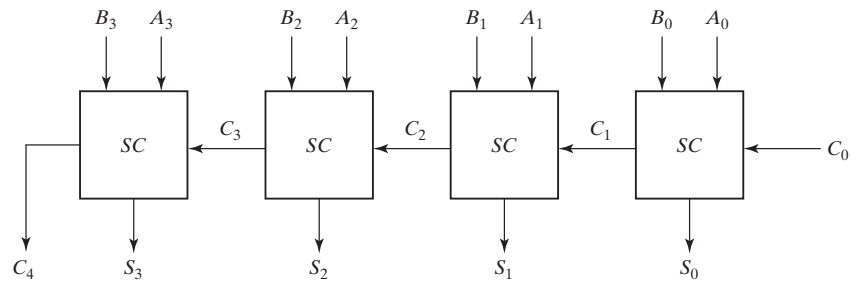 B₃ A₃ B₂ A₂ B₁ A₁ B₀ A₀
SC C₃ SC C₂ SC C₁ SC C₀
C₄ S₃ S₂ S₁ S₀